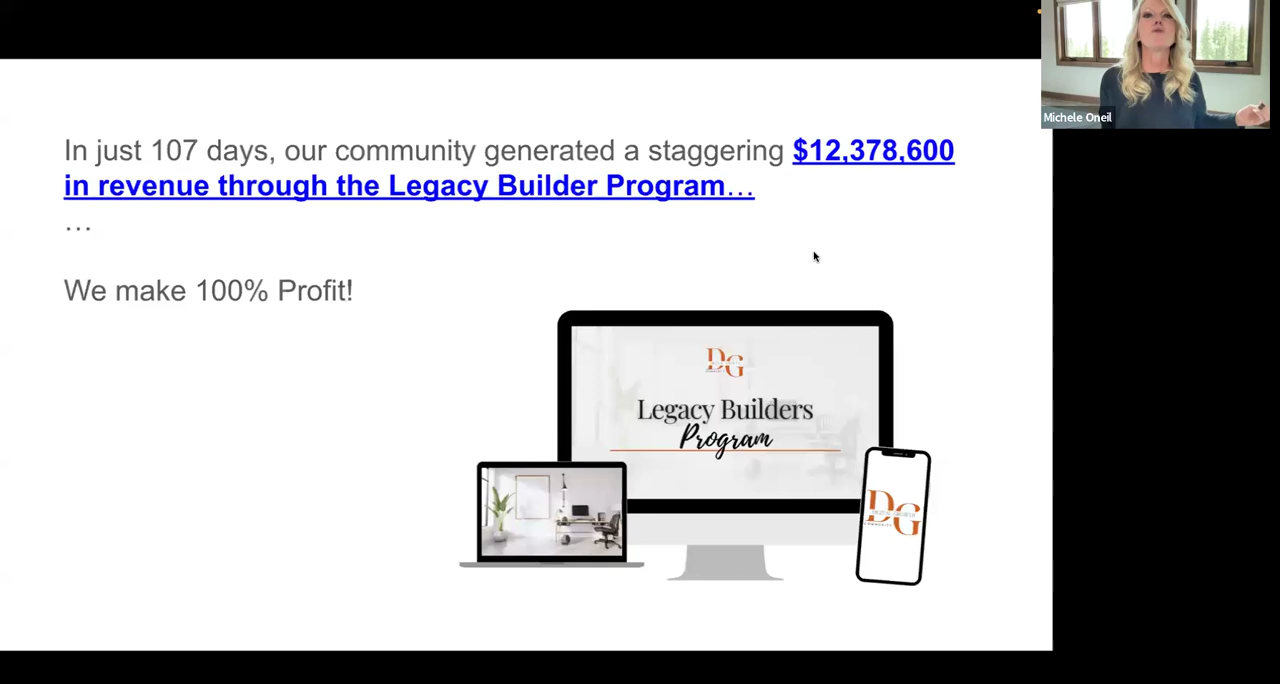 Michele Oneil
In just 107 days, our community generated a staggering $12,378,600
in revenue through the Legacy Builder Program…
…
We make 100% Profit!
DG
Legacy Builders
Program
DG
COMMUNITY